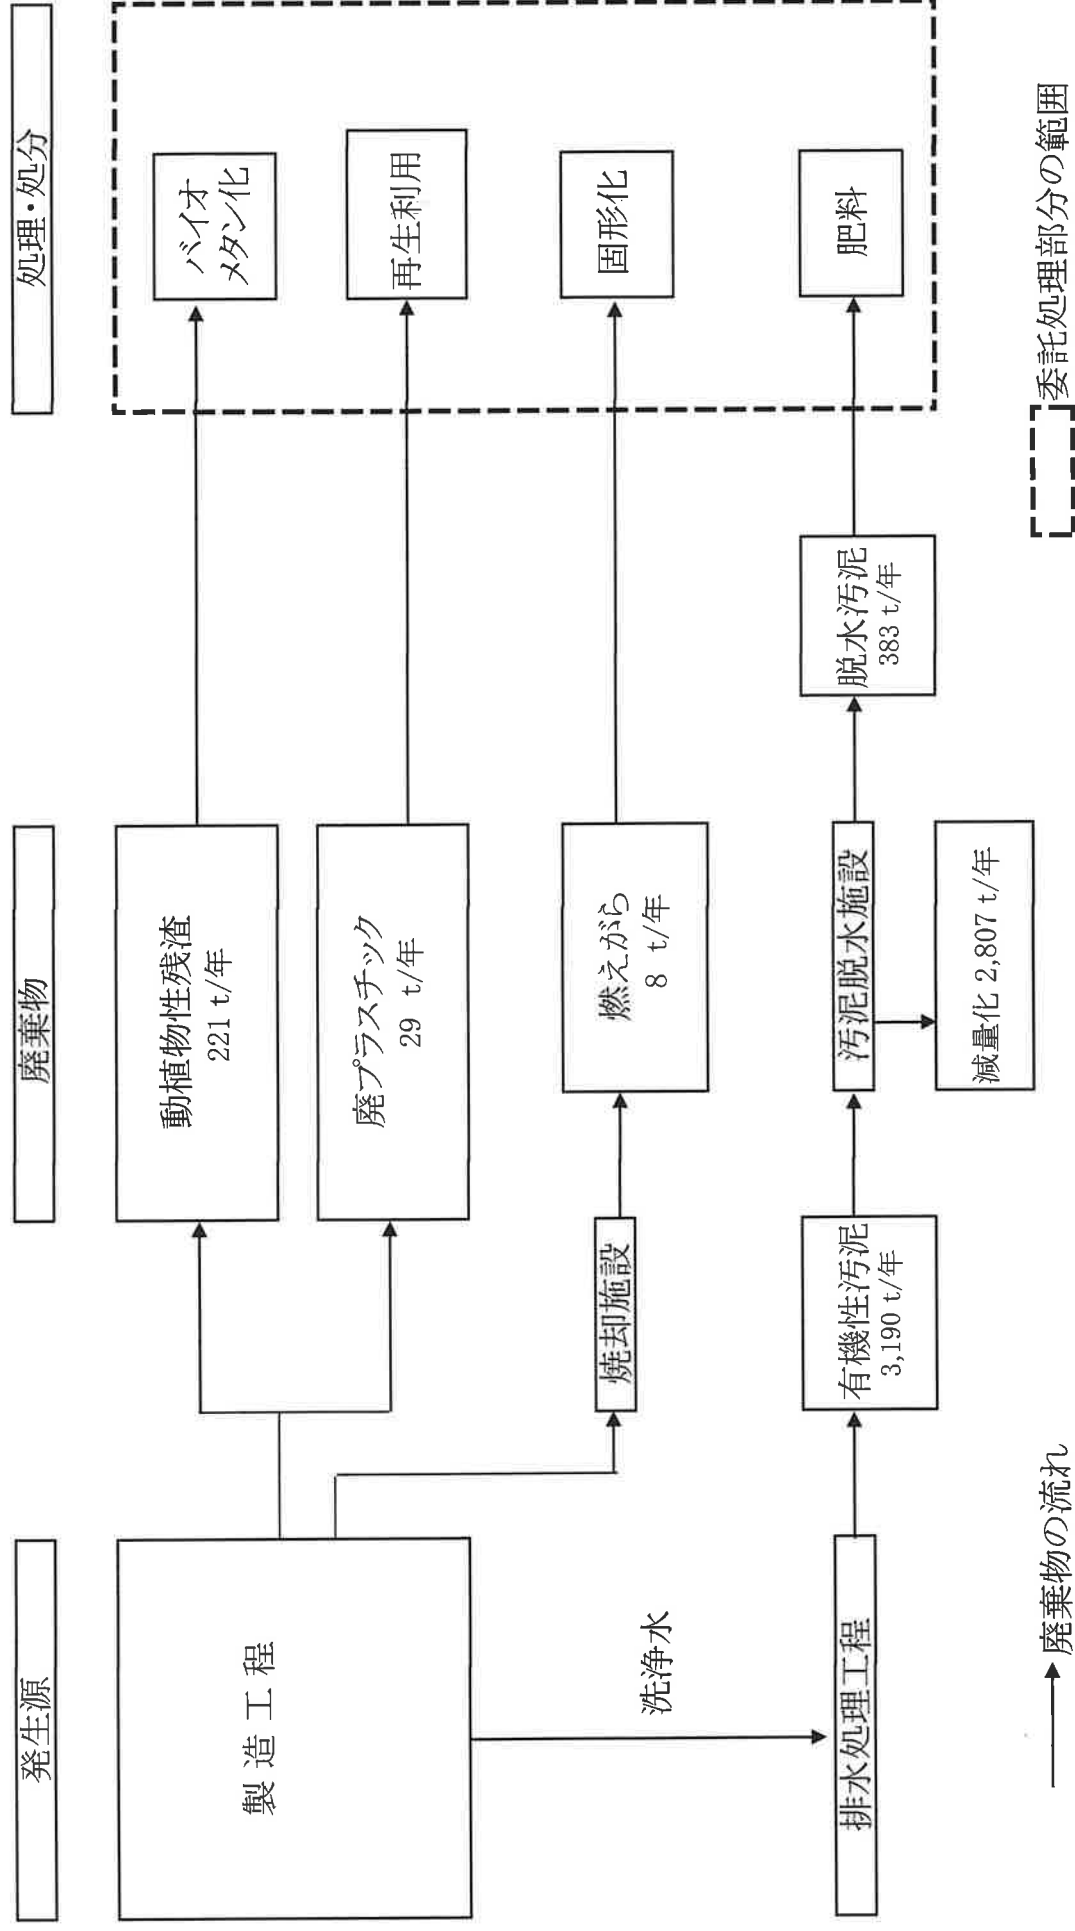 発生源
廃棄物
処理・処分
製 造 工 程
動植物性残渣
221 t/年
バイオ
メタン化
廃プラスチック
29 t/年
再生利用
焼却施設
燃えがら
8 t/年
固形化
洗浄水
排水処理工程
有機性汚泥
3,190 t/年
汚泥脱水施設
脱水汚泥
383 t/年
肥料
減量化 2,807 t/年
廃棄物の流れ
委託処理部分の範囲